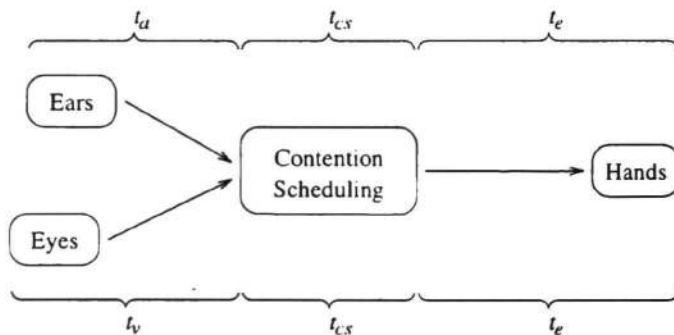 t_a t_cs t_e
Ears
Contention
Scheduling
Hands
Eyes
t_v t_cs t_e